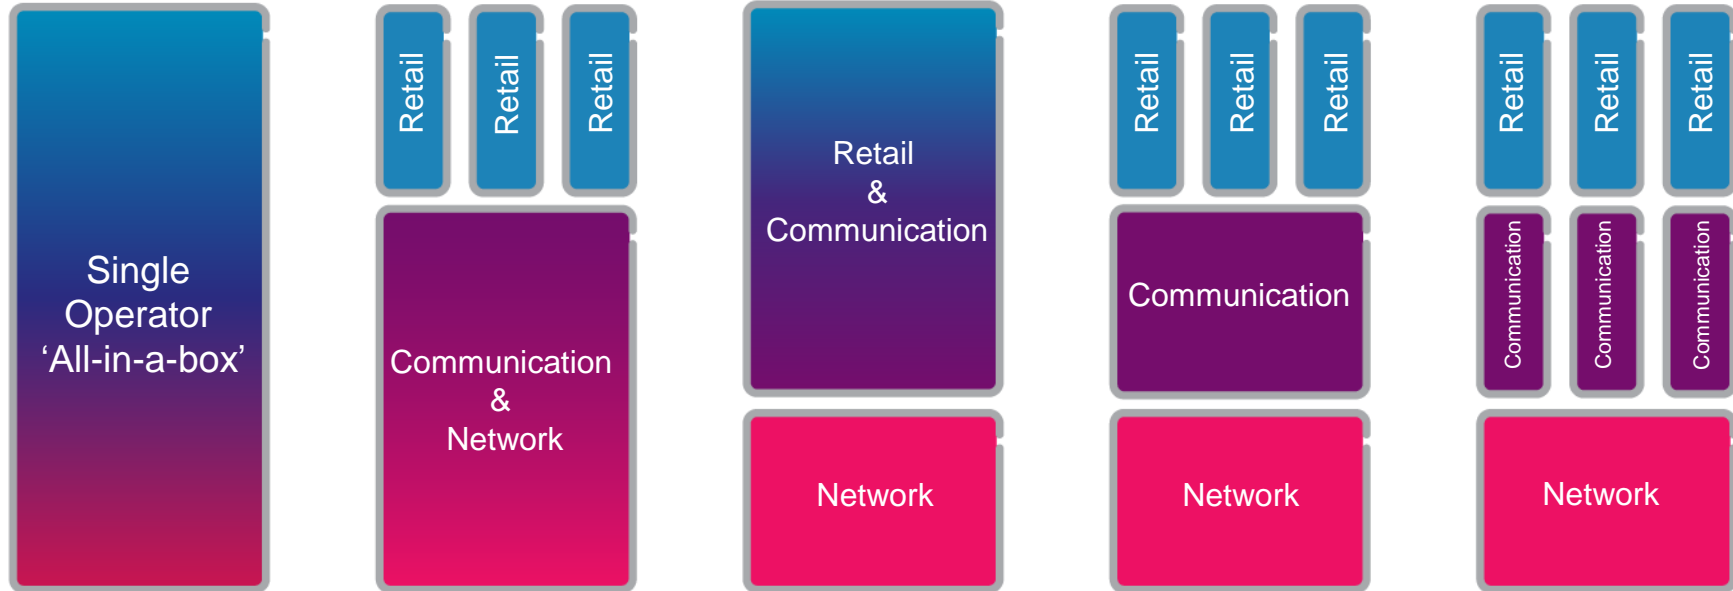 Single
Operator
‘All-in-a-box’
Retail
Retail
Retail
Communication
&
Network
Retail
&
Communication
Network
Retail
Retail
Retail
Communication
Network
Retail
Retail
Retail
Communication
Communication
Communication
Network